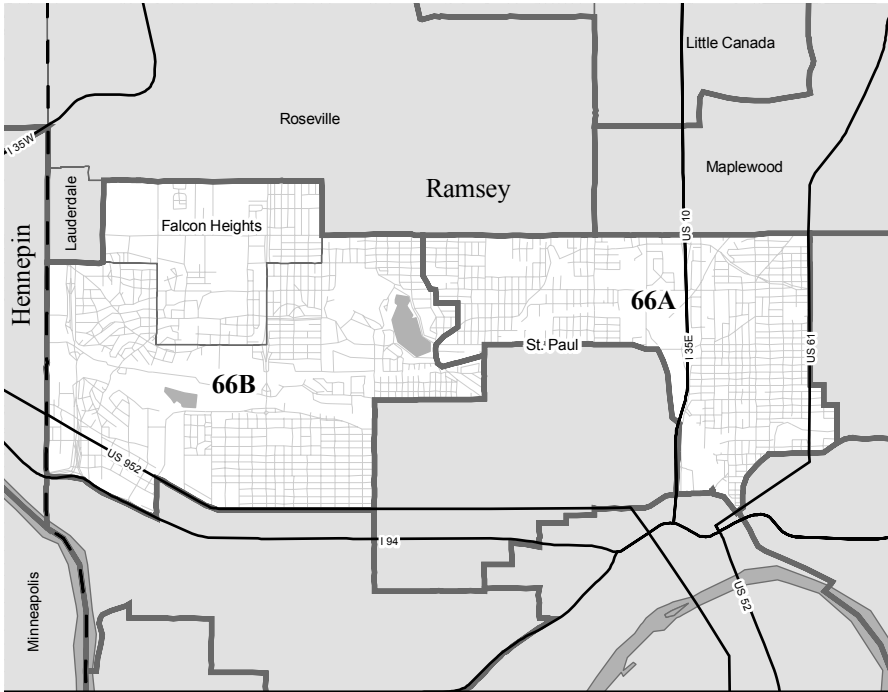 Little Canada
Roseville
I 35W
Maplewood
Ramsey
Lauderdale
Falcon Heights
US 10
Hennepin
66A
St. Paul
I 35E
US 61
66B
US 952
I 94
Minneapolis
US 52